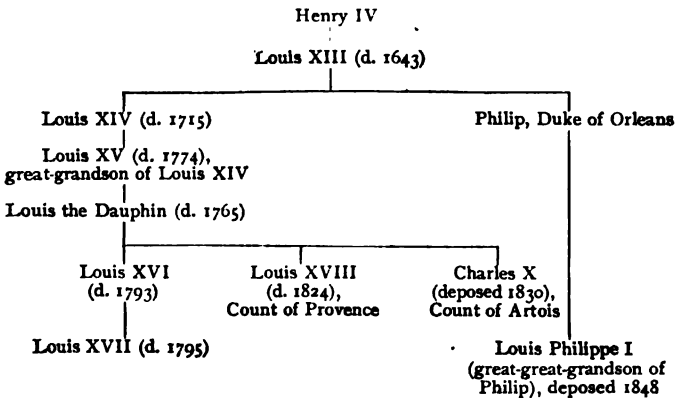 Henry IV
Louis XIII (d. 1643)
Louis XIV (d. 1715)
Philip, Duke of Orleans
Louis XV (d. 1774),
great-grandson of Louis XIV
Louis the Dauphin (d. 1765)
Louis XVI
(d. 1793)
Louis XVIII
(d. 1824),
Count of Provence
Charles X
(deposed 1830),
Count of Artois
Louis XVII (d. 1795)
Louis Philippe I
(great-great-grandson of
Philip), deposed 1848